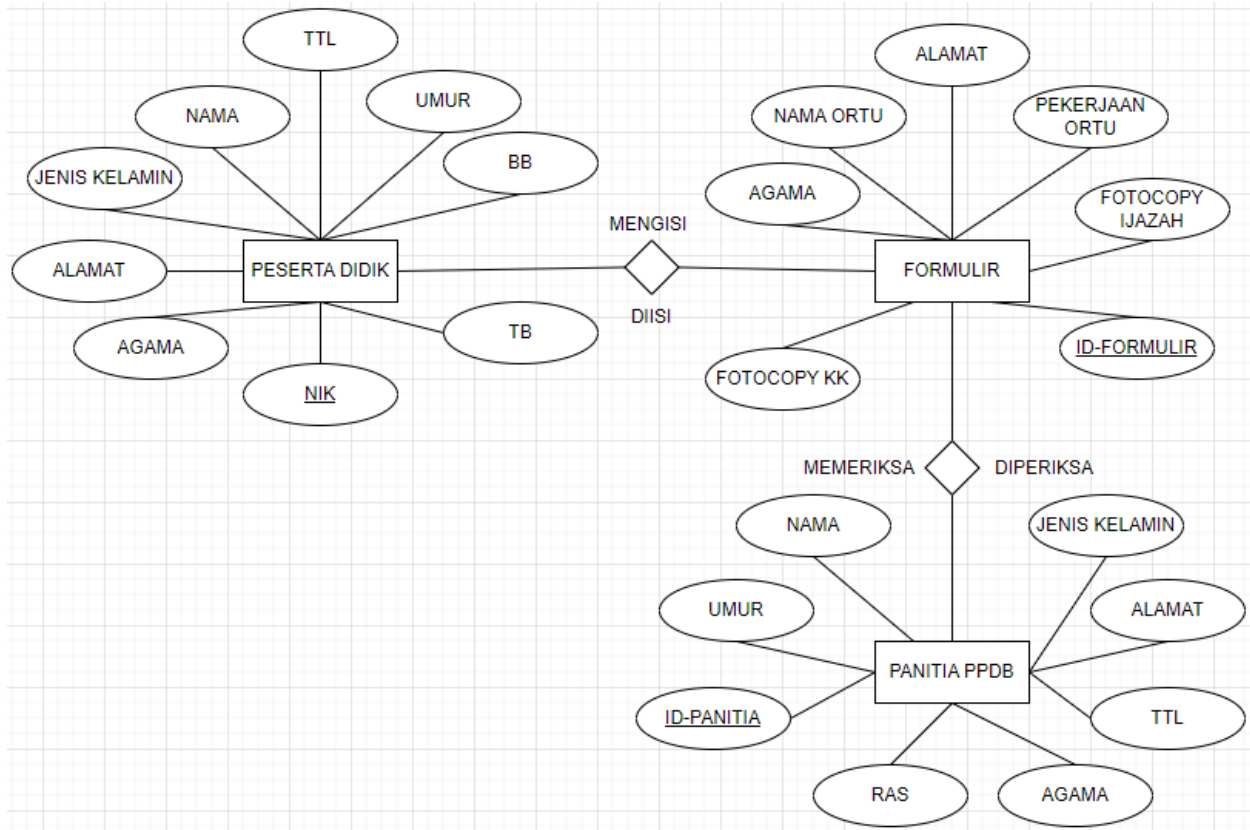 TTL
NAMA
UMUR
BB
JENIS KELAMIN
ALAMAT
PESERTA DIDIK
AGAMA
TB
NIK
MENGISI
DIISI
ALAMAT
NAMA ORTU
PEKERJAAN
ORTU
AGAMA
FOTOCOPY
IJAZAH
FORMULIR
ID-FORMULIR
FOTOCOPY KK
MEMERIKSA
DIPERIKSA
NAMA
JENIS KELAMIN
UMUR
ALAMAT
PANITIA PPDB
ID-PANITIA
TTL
RAS
AGAMA